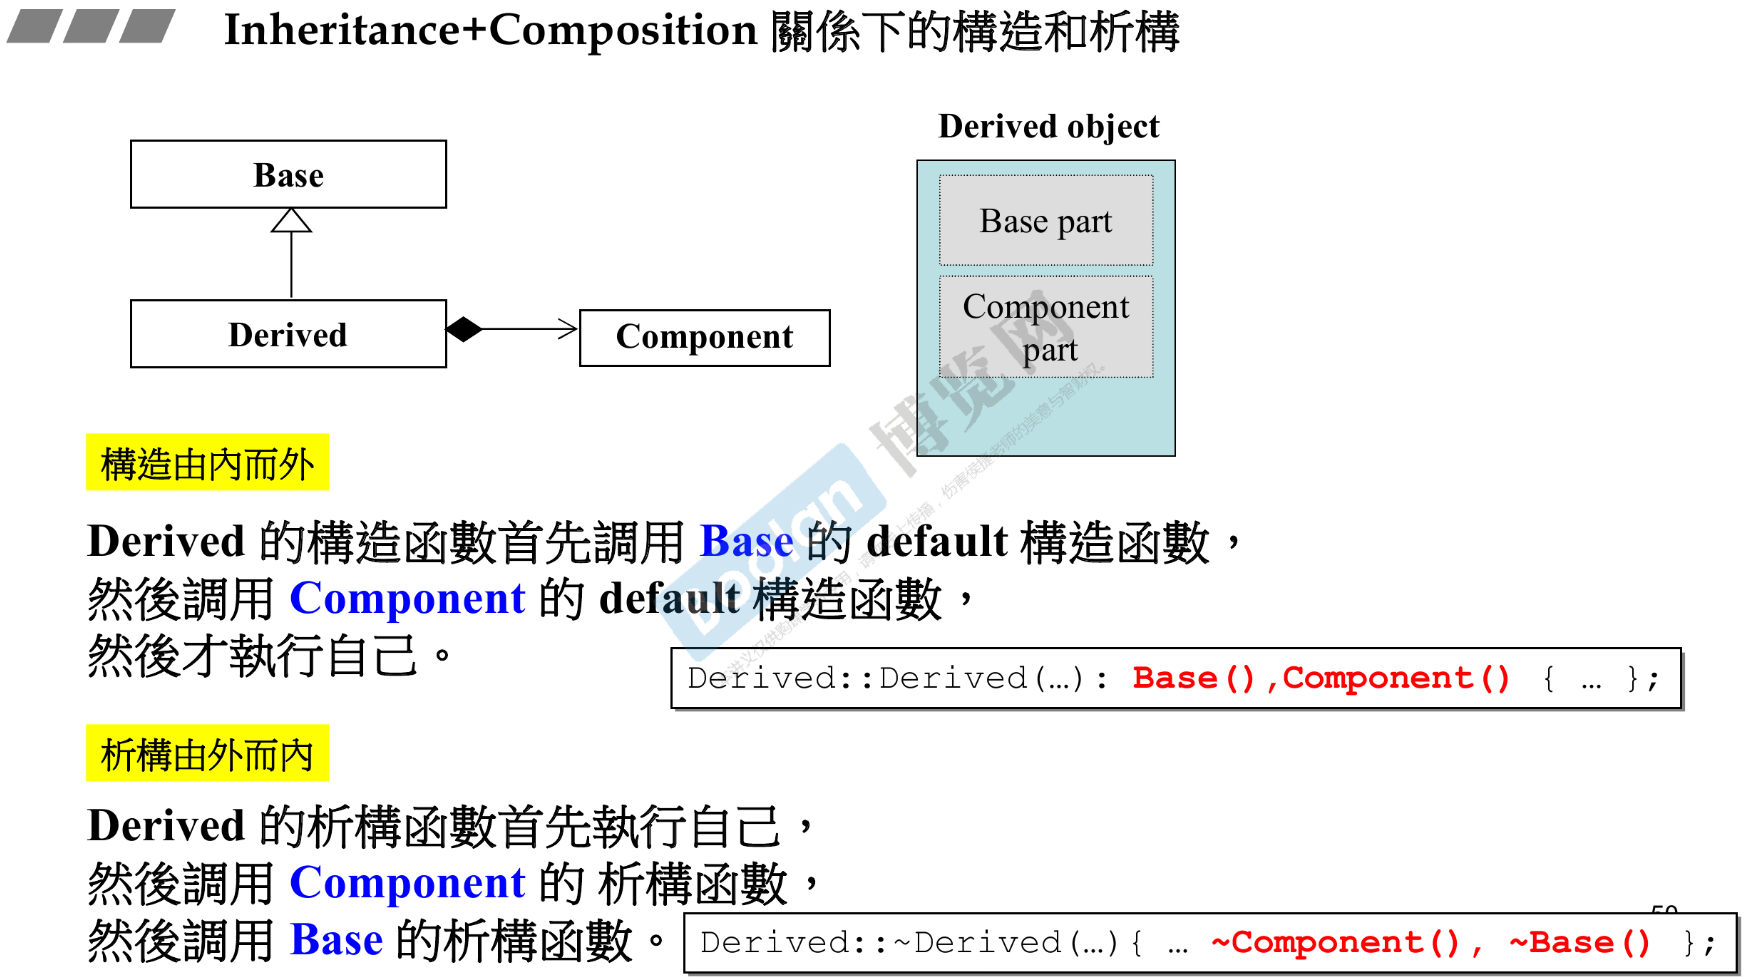 Inheritance+Composition 關係下的構造和析構
Derived object
Base
Base part
Derived
Component
Component
part
博览网
boolan
構造由內而外
Derived 的構造函數首先調用 Base 的 default 構造函數，
然後調用 Component 的 default 構造函數，
然後才執行自己。
Derived::Derived(…): Base(),Component() { … };
析構由外而內
Derived 的析構函數首先執行自己，
然後調用 Component 的 析構函數，
然後調用 Base 的析構函數。
Derived::~Derived(…){ … ~Component(), ~Base() };